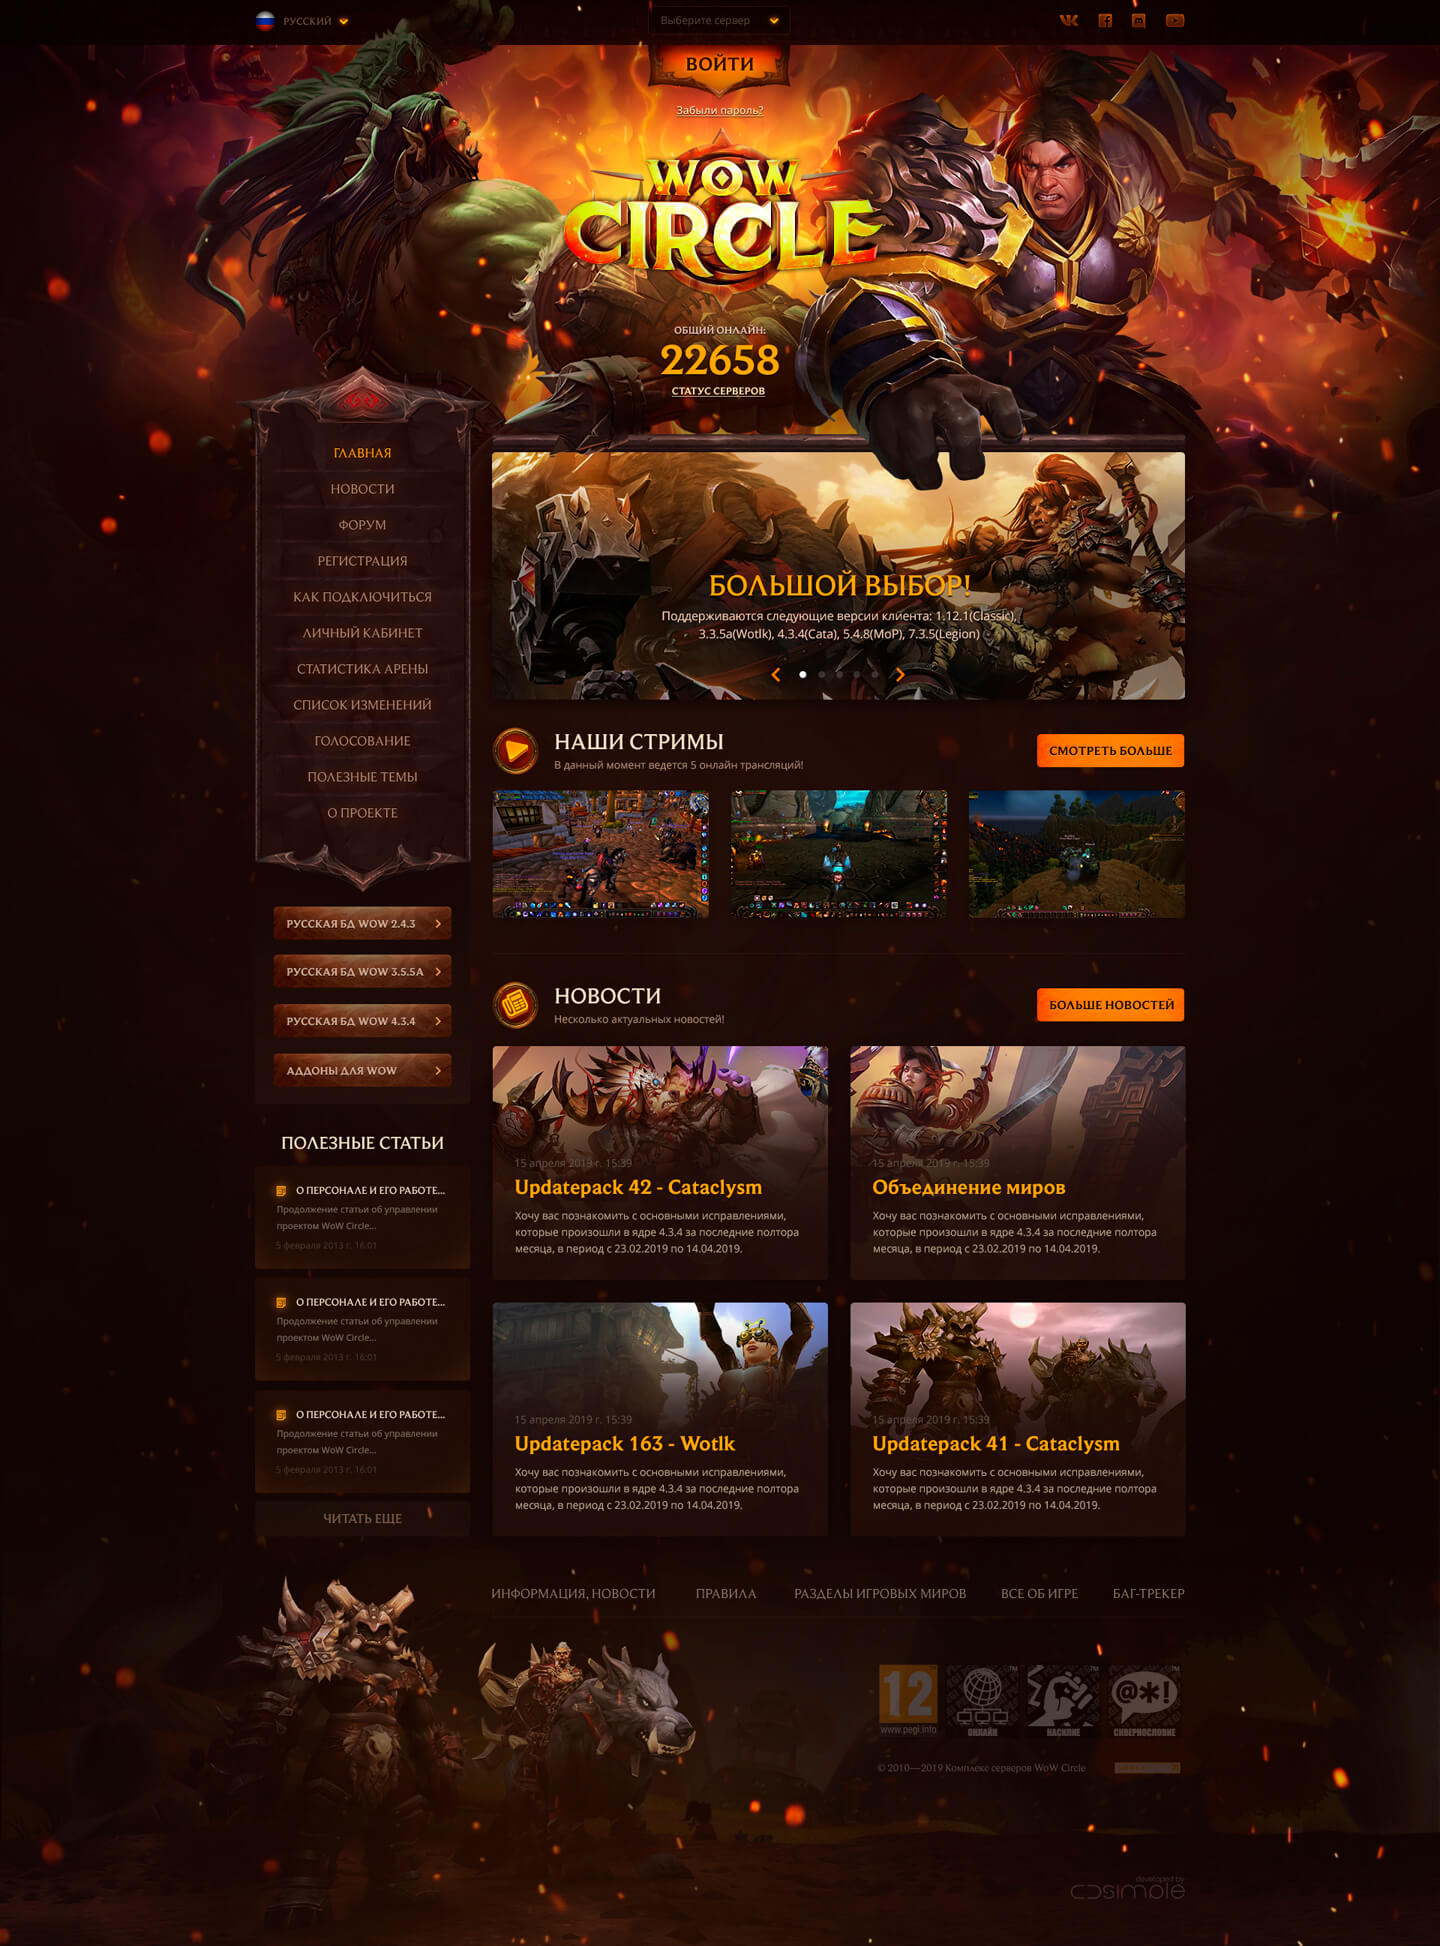 РУССКИЙ
Выберите сервер
ВОЙТИ
Забыли пароль?
WOW
CIRCLE
ОБЩИЙ ОНЛАЙН:
22658
СТАТУС СЕРВЕРОВ
ГЛАВНАЯ
НОВОСТИ
ФОРУМ
РЕГИСТРАЦИЯ
КАК ПОДКЛЮЧИТЬСЯ
ЛИЧНЫЙ КАБИНЕТ
СТАТИСТИКА АРЕНЫ
СПИСОК ИЗМЕНЕНИЙ
ГОЛОСОВАНИЕ
ПОЛЕЗНЫЕ ТЕМЫ
О ПРОЕКТЕ
РУССКАЯ БД WOW 2.4.3
РУССКАЯ БД WOW 3.5.5A
РУССКАЯ БД WOW 4.3.4
АДДОНЫ ДЛЯ WOW
ПОЛЕЗНЫЕ СТАТЬИ
О ПЕРСОНАЛЕ И ЕГО РАБОТЕ...
Продолжение статьи об управлении
проектом WoW Circle...
5 февраля 2013 г. 16:01
О ПЕРСОНАЛЕ И ЕГО РАБОТЕ...
Продолжение статьи об управлении
проектом WoW Circle...
5 февраля 2013 г. 16:01
О ПЕРСОНАЛЕ И ЕГО РАБОТЕ...
Продолжение статьи об управлении
проектом WoW Circle...
5 февраля 2013 г. 16:01
ЧИТАТЬ ЕЩЕ
БОЛЬШОЙ ВЫБОР!
Поддерживаются следующие версии клиента: 1.12.1(Classic),
3.3.5a(Wotlk), 4.3.4(Cata), 5.4.8(MoP), 7.3.5(Legion)
НАШИ СТРИМЫ
В данный момент ведется 5 онлайн трансляций!
СМОТРЕТЬ БОЛЬШЕ
НОВОСТИ
Несколько актуальных новостей!
БОЛЬШЕ НОВОСТЕЙ
15 апреля 2019 г. 15:39
Updatepack 42 - Cataclysm
Хочу вас познакомить с основными исправлениями,
которые произошли в ядре 4.3.4 за последние полтора
месяца, в период с 23.02.2019 по 14.04.2019.
15 апреля 2019 г. 15:39
Объединение миров
Хочу вас познакомить с основными исправлениями,
которые произошли в ядре 4.3.4 за последние полтора
месяца, в период с 23.02.2019 по 14.04.2019.
15 апреля 2019 г. 15:39
Updatepack 163 - Wotlk
Хочу вас познакомить с основными исправлениями,
которые произошли в ядре 4.3.4 за последние полтора
месяца, в период с 23.02.2019 по 14.04.2019.
15 апреля 2019 г. 15:39
Updatepack 41 - Cataclysm
Хочу вас познакомить с основными исправлениями,
которые произошли в ядре 4.3.4 за последние полтора
месяца, в период с 23.02.2019 по 14.04.2019.
ИНФОРМАЦИЯ, НОВОСТИ
ПРАВИЛА
РАЗДЕЛЫ ИГРОВЫХ МИРОВ
ВСЕ ОБ ИГРЕ
БАГ-ТРЕКЕР
12
www.pegi.info
ОНЛАЙН
НАСИЛИЕ
@*!
СКВЕРНОСЛОВИЕ
© 2010—2019 Комплекс серверов WoW Circle
developed by